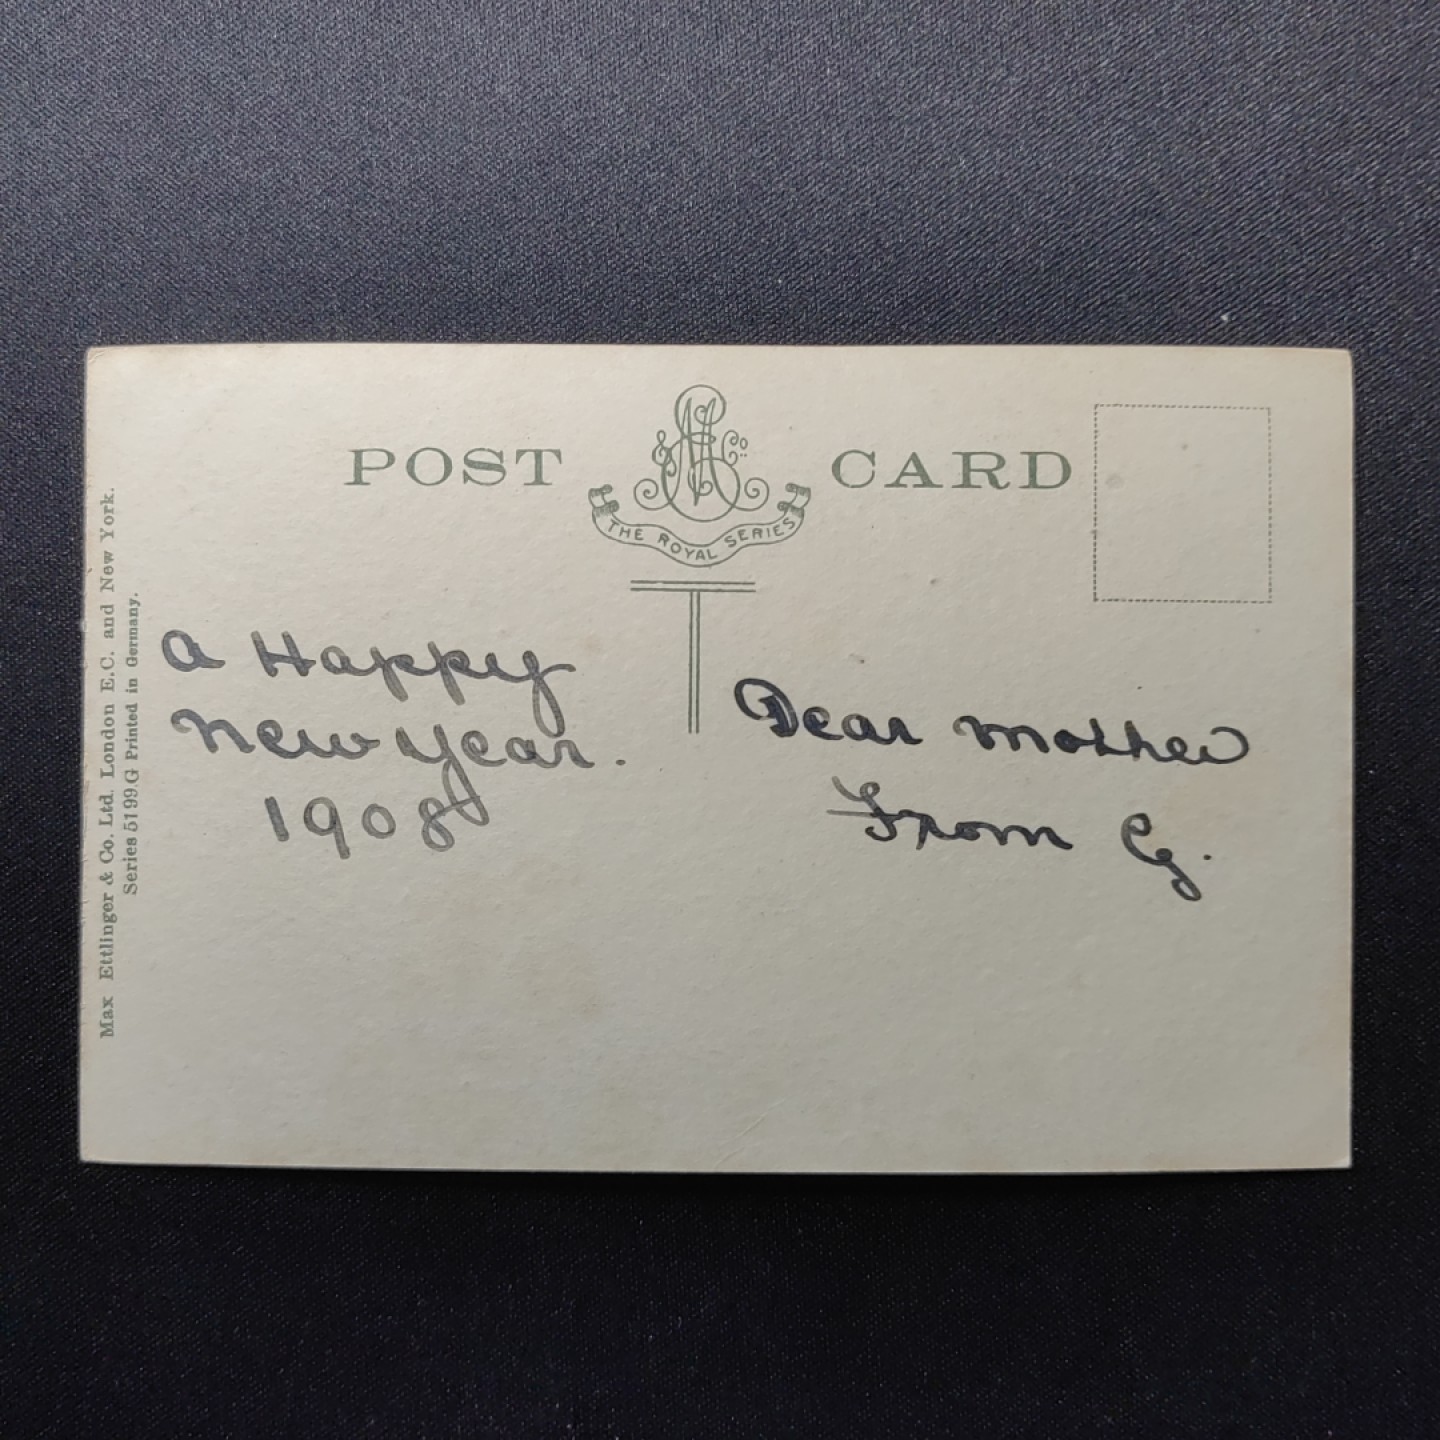 POST CARD
& Co
THE ROYAL SERIES
Max Ettlinger & Co. Ltd. London E.C. and New York.
Series 5199.G Printed in Germany.
A Happy
New Year.
1908
Dear Mother
From